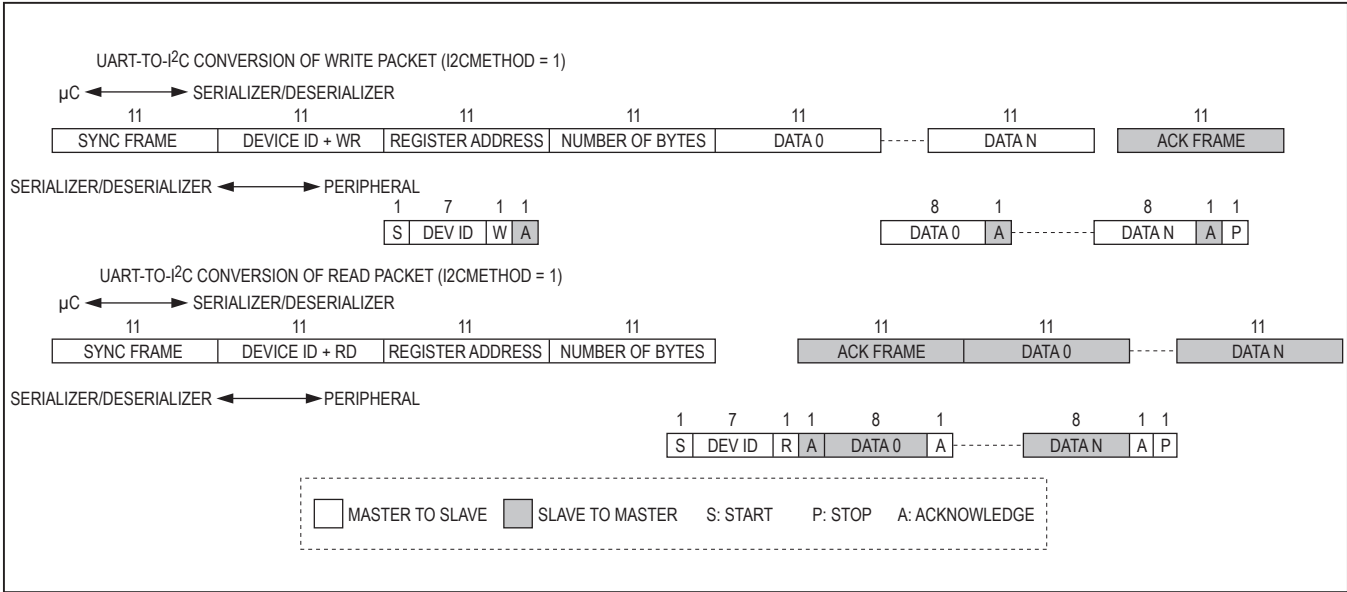 UART-TO-I2C CONVERSION OF WRITE PACKET (I2CMETHOD = 1)
µC SERIALIZER/DESERIALIZER
11 11 11 11 11 11 11
SYNC FRAME DEVICE ID + WR REGISTER ADDRESS NUMBER OF BYTES DATA 0 DATA N ACK FRAME
SERIALIZER/DESERIALIZER PERIPHERAL
1 7 1 1 8 1 8 1 1
S DEV ID W A DATA 0 A DATA N A P
UART-TO-I2C CONVERSION OF READ PACKET (I2CMETHOD = 1)
µC SERIALIZER/DESERIALIZER
11 11 11 11 11 11 11
SYNC FRAME DEVICE ID + RD REGISTER ADDRESS NUMBER OF BYTES ACK FRAME DATA 0 DATA N
SERIALIZER/DESERIALIZER PERIPHERAL
1 7 1 1 8 1 8 1 1
S DEV ID R A DATA 0 A DATA N A P
MASTER TO SLAVE SLAVE TO MASTER S: START P: STOP A: ACKNOWLEDGE